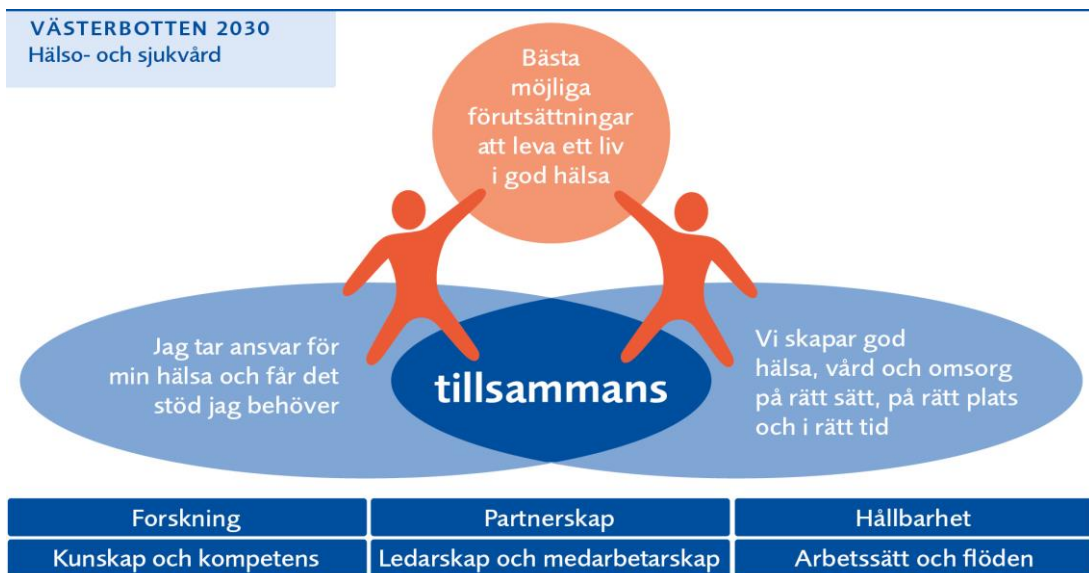 VÄSTERBOTTEN 2030
Hälso- och sjukvård
Bästa
möjliga
förutsättningar
att leva ett liv
i god hälsa
Jag tar ansvar för
min hälsa och får det
stöd jag behöver
tillsammans
Vi skapar god
hälsa, vård och omsorg
på rätt sätt, på rätt plats
och i rätt tid
Forskning
Partnerskap
Hållbarhet
Kunskap och kompetens
Ledarskap och medarbetarskap
Arbetssätt och flöden